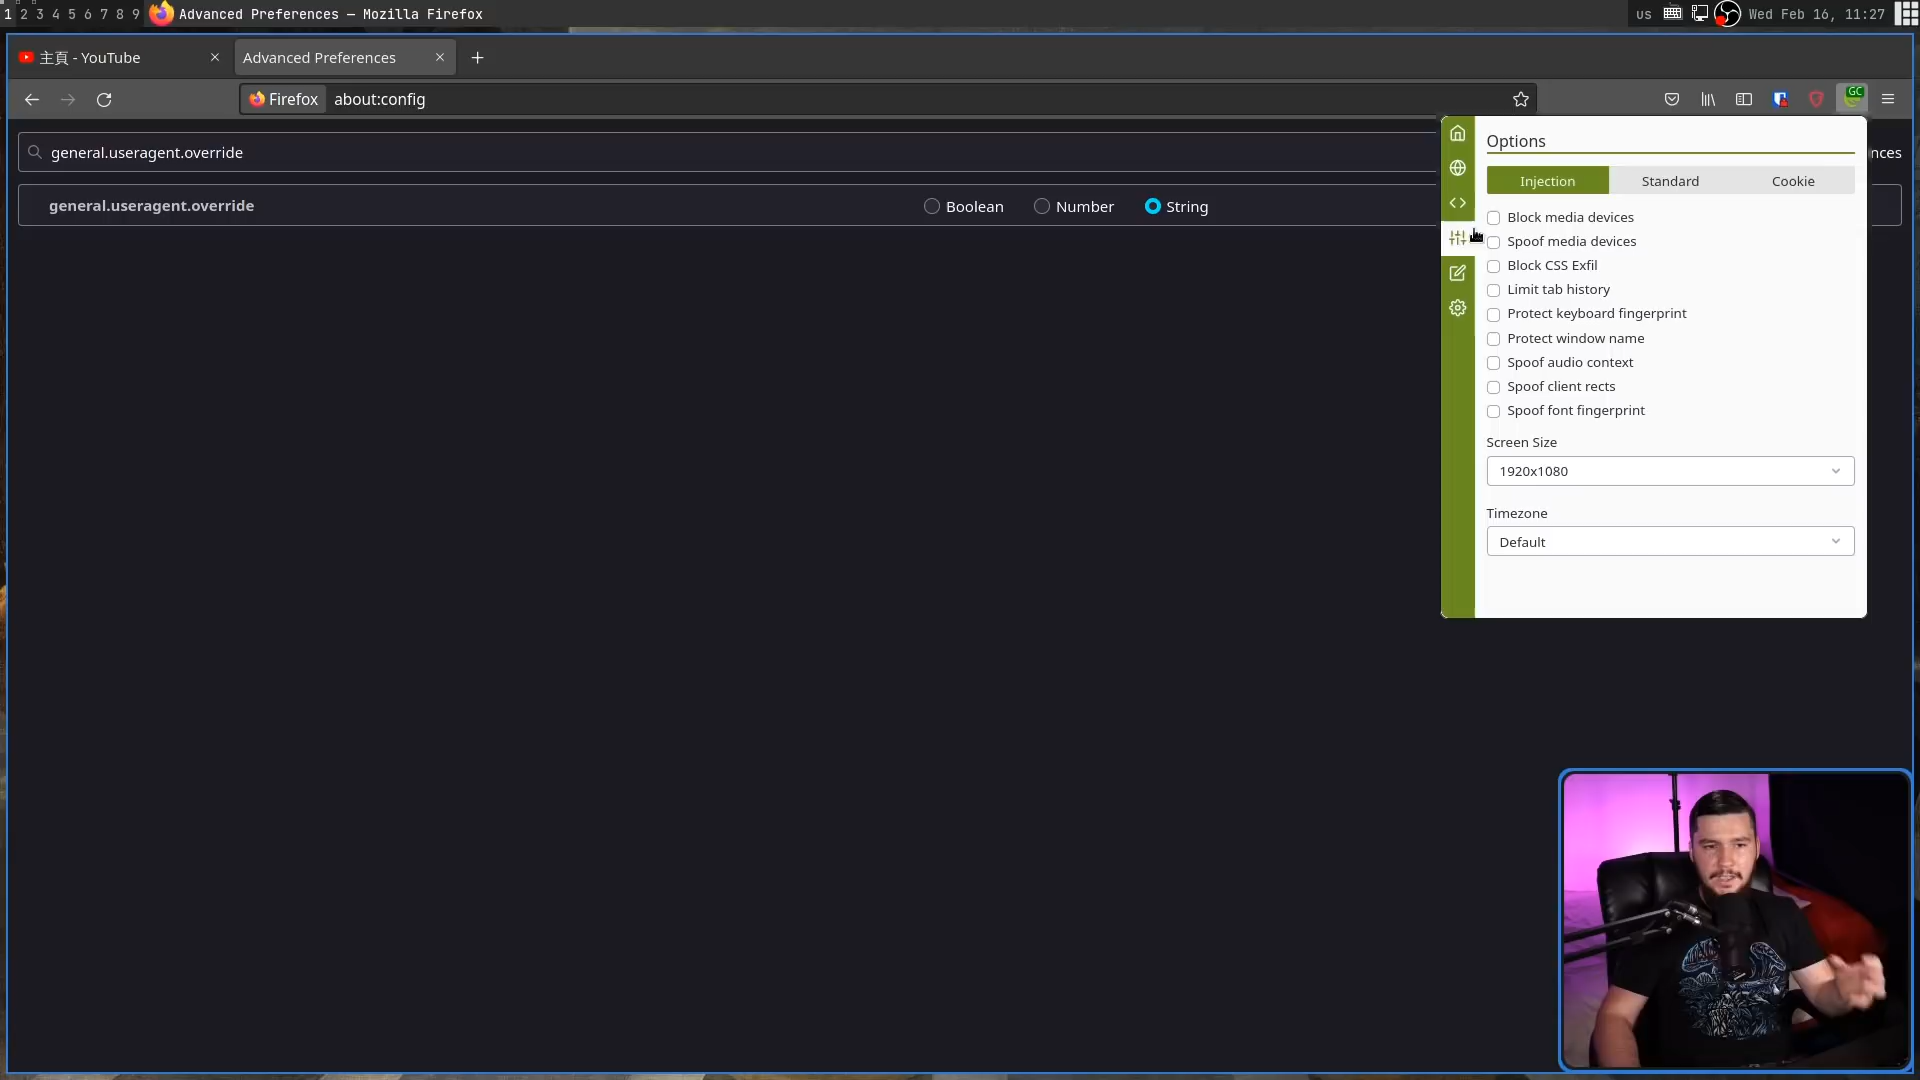 1 2 3 4 5 6 7 8 9 Advanced Preferences — Mozilla Firefox us Wed Feb 16, 11:27
主頁 - YouTube Advanced Preferences
Firefox about:config GC
general.useragent.override nces
general.useragent.override Boolean Number String
Options
Injection Standard Cookie
Block media devices
Spoof media devices
Block CSS Exfil
Limit tab history
Protect keyboard fingerprint
Protect window name
Spoof audio context
Spoof client rects
Spoof font fingerprint
Screen Size
1920x1080
Timezone
Default